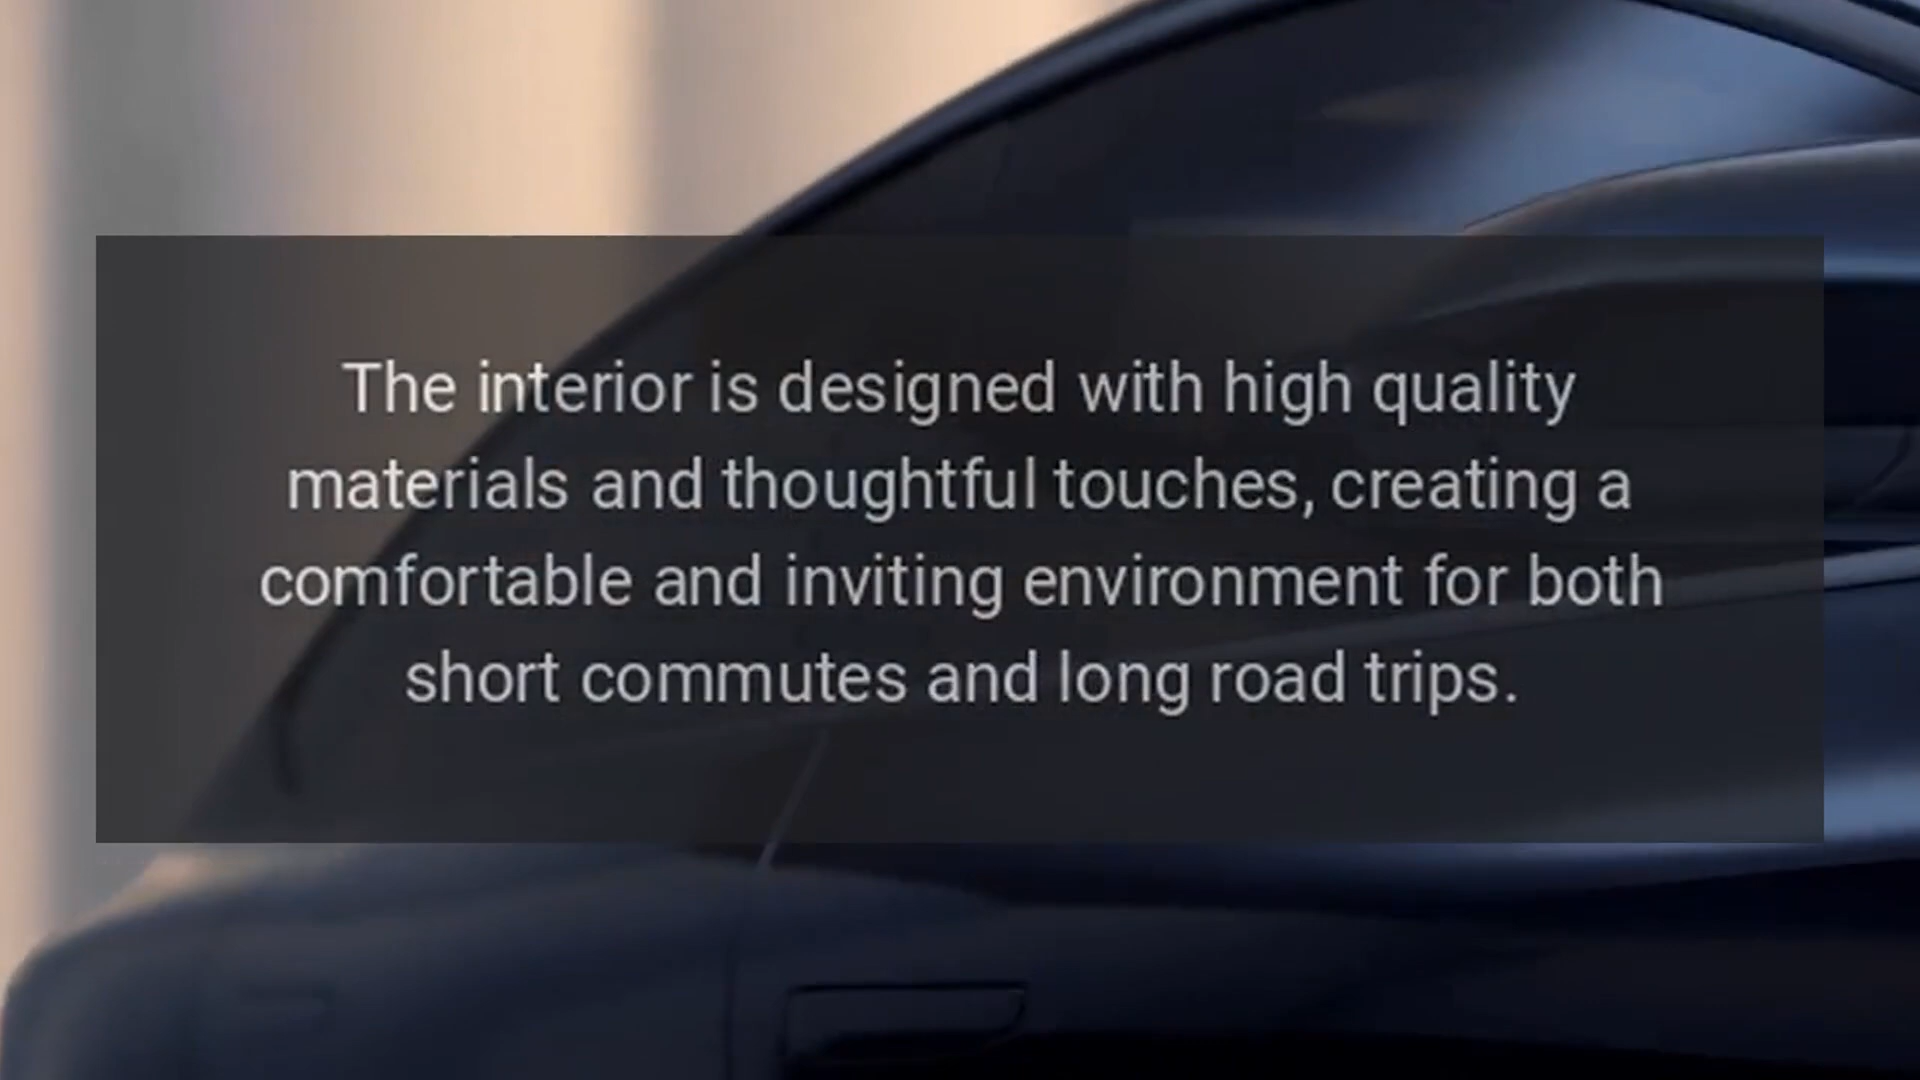 The interior is designed with high quality
materials and thoughtful touches, creating a
comfortable and inviting environment for both
short commutes and long road trips.